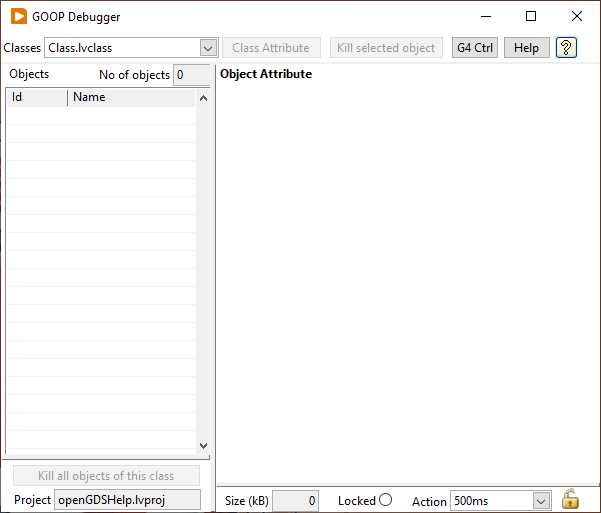 GOOP Debugger
Classes Class.lvclass Class Attribute Kill selected object G4 Ctrl Help ?
Objects No of objects 0 Object Attribute
Id Name
Kill all objects of this class
Project openGDSHelp.lvproj Size (kB) 0 Locked Action 500ms